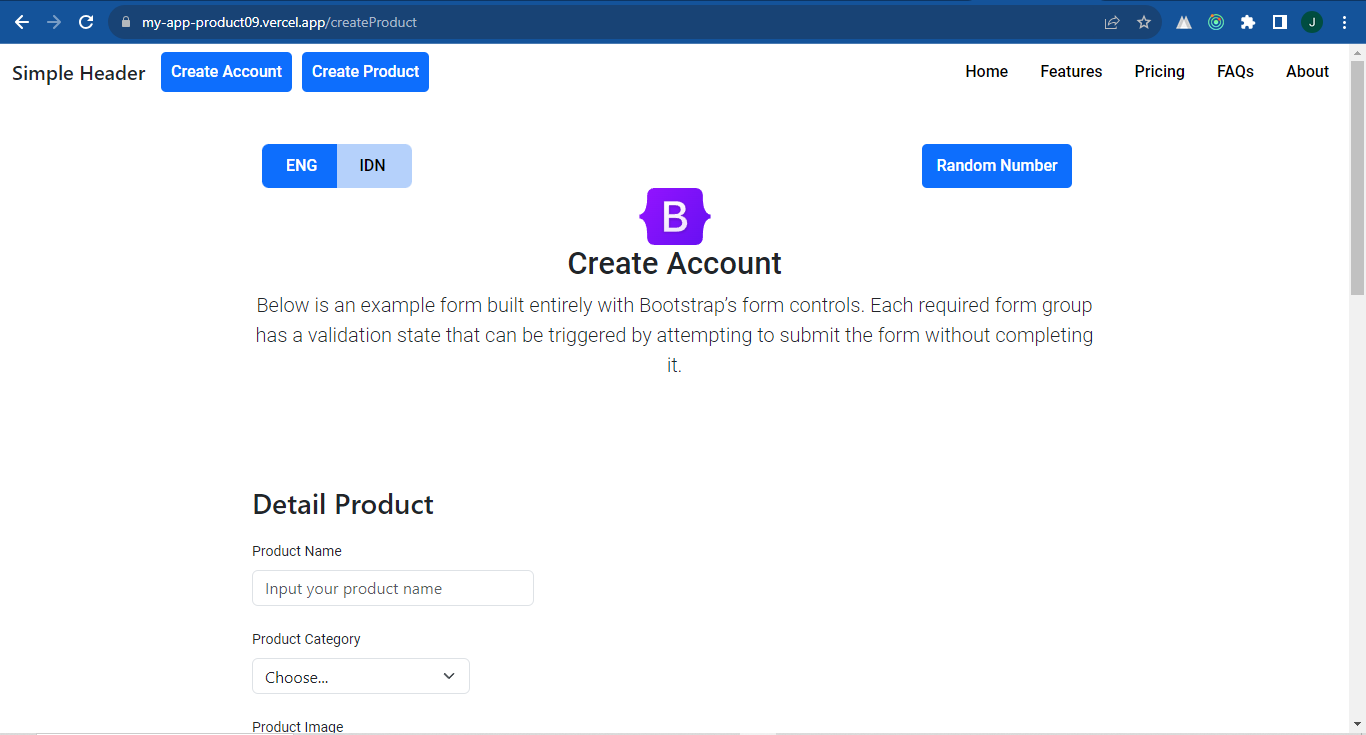 my-app-product09.vercel.app/createProduct
J
Simple Header
Create Account
Create Product
Home
Features
Pricing
FAQs
About
ENG
IDN
Random Number
B
Create Account
Below is an example form built entirely with Bootstrap’s form controls. Each required form group
has a validation state that can be triggered by attempting to submit the form without completing
it.
Detail Product
Product Name
Input your product name
Product Category
Choose...
Product Image